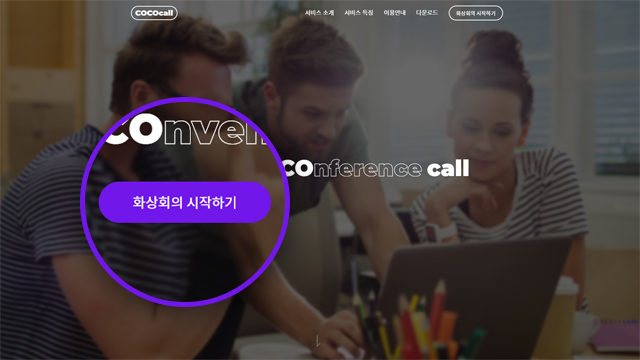 COCOcall
서비스 소개
서비스 특징
이용안내
다운로드
화상회의 시작하기
COnven
COnference call
화상회의 시작하기